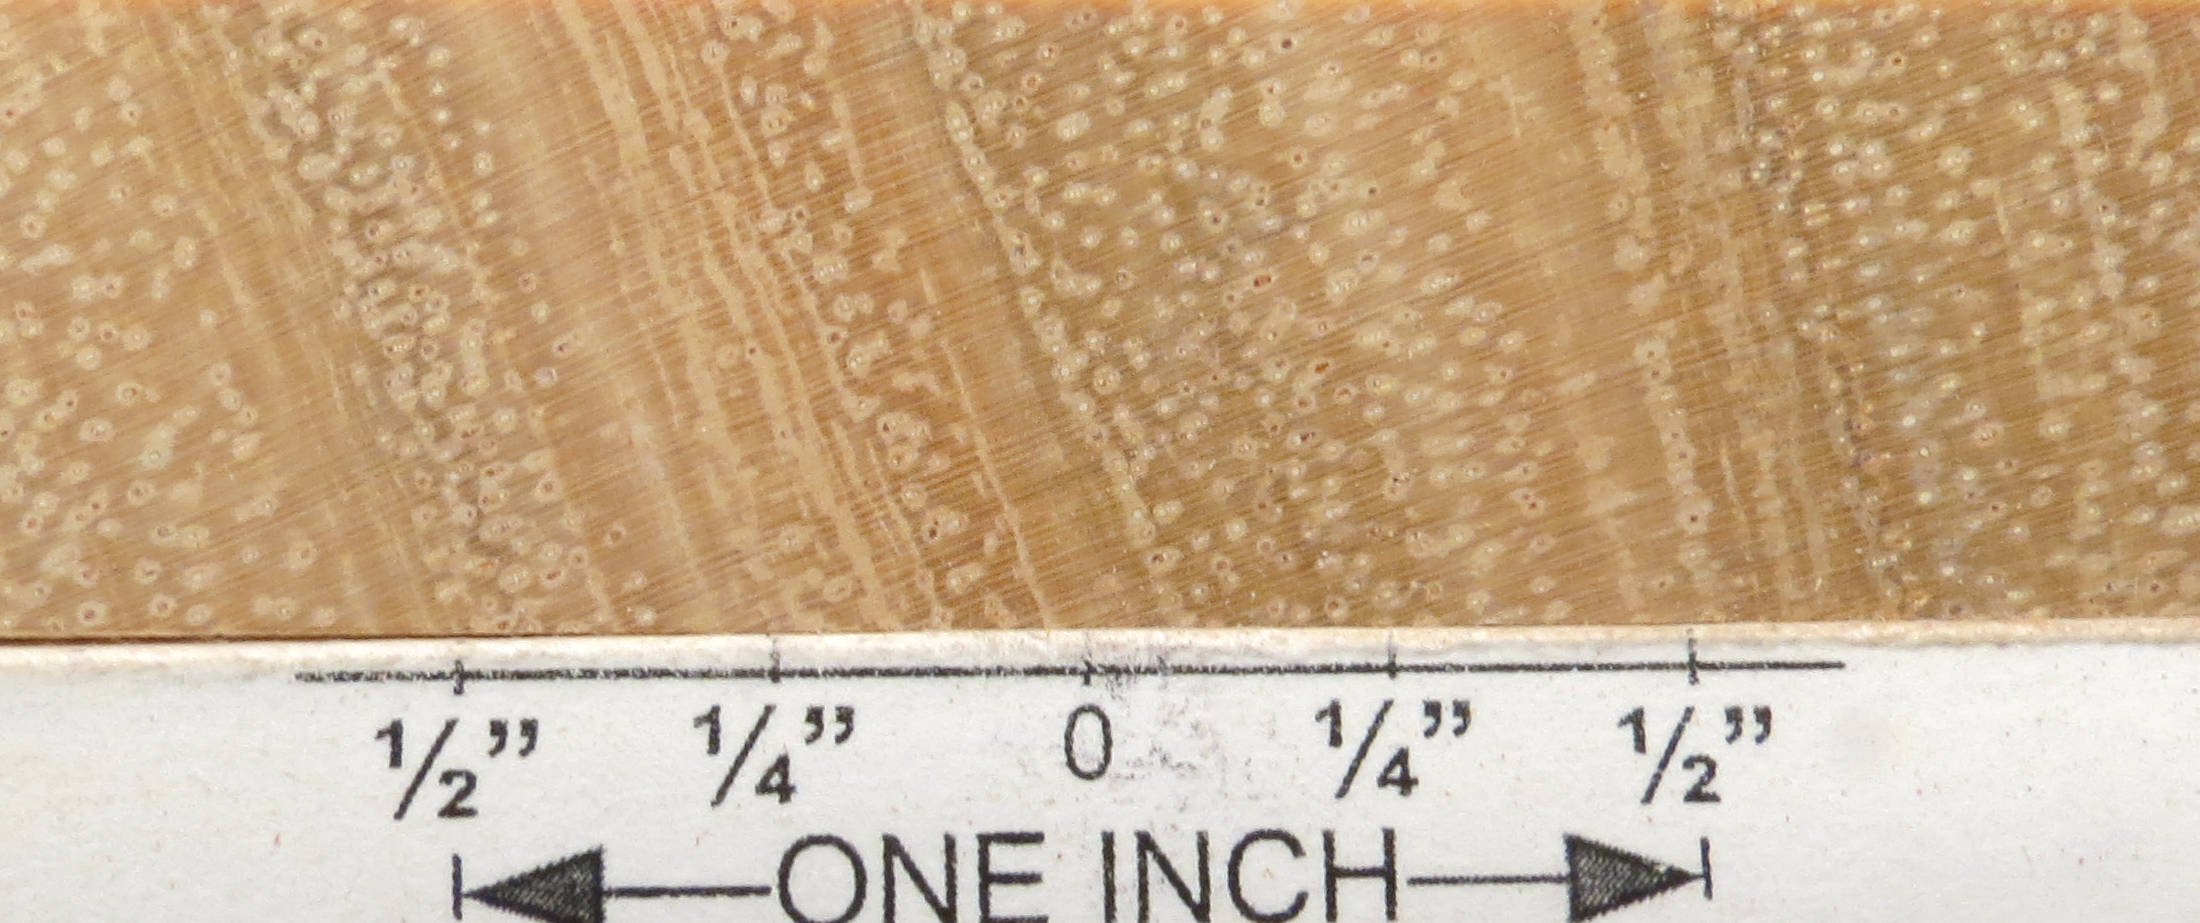 1/2” 1/4” 0 1/4” 1/2”
ONE INCH